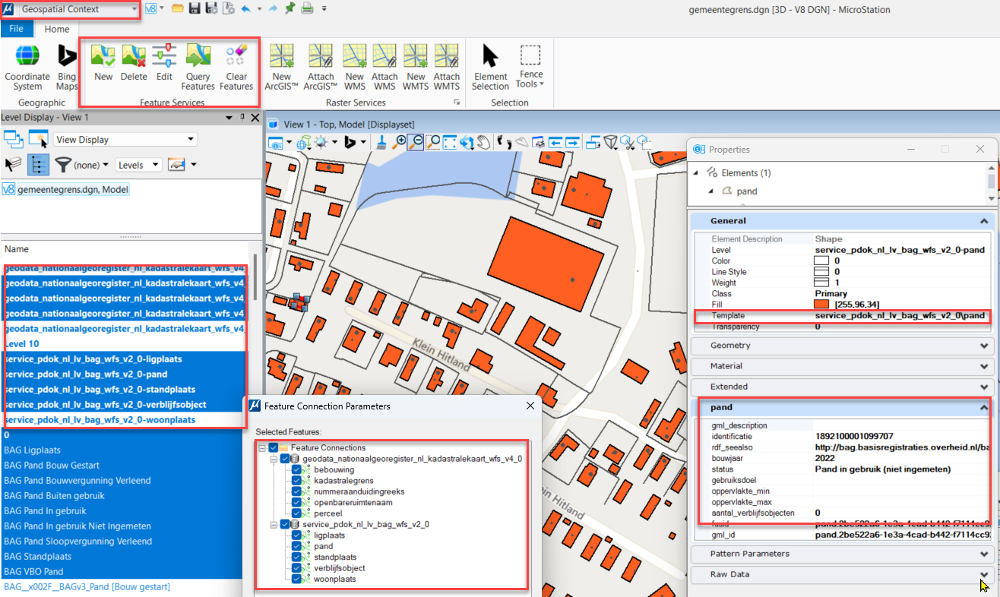 Geospatial Context
V8
gemeentegrens.dgn [3D - V8 DGN] - MicroStation
File
Home
Coordinate System
Bing Maps
Geographic
New
Delete
Edit
Query Features
Clear Features
Feature Services
New ArcGIS™
Attach ArcGIS™
New WMS
Attach WMS
New WMTS
Attach WMTS
Raster Services
Element Selection
Fence Tools
Selection
Level Display - View 1
View Display
(none)
Levels
V8 gemeentegrens.dgn, Model
Name
geodata_nationaalgeoregister_nl_kadastralekaart_wfs_v4_
geodata_nationaalgeoregister_nl_kadastralekaart_wfs_v4_
geodata_nationaalgeoregister_nl_kadastralekaart_wfs_v4_
geodata_nationaalgeoregister_nl_kadastralekaart_wfs_v4_
geodata_nationaalgeoregister_nl_kadastralekaart_wfs_v4_
Level 10
service_pdok_nl_lv_bag_wfs_v2_0-ligplaats
service_pdok_nl_lv_bag_wfs_v2_0-pand
service_pdok_nl_lv_bag_wfs_v2_0-standplaats
service_pdok_nl_lv_bag_wfs_v2_0-verblijfsobject
service_pdok_nl_lv_bag_wfs_v2_0-woonplaats
0
BAG Ligplaats
BAG Pand Bouw Gestart
BAG Pand Bouwvergunning Verleend
BAG Pand Buiten gebruik
BAG Pand In gebruik
BAG Pand In gebruik Niet Ingemeten
BAG Pand Sloopvergunning Verleend
BAG Standplaats
BAG VBO Pand
BAG__x002F__BAGv3_Pand [Bouw gestart]
View 1 - Top, Model [Displayset]
Klein Hitland
ein Hitland
Feature Connection Parameters
Selected Features:
Feature Connections
geodata_nationaalgeoregister_nl_kadastralekaart_wfs_v4_0
bebouwing
kadastralegrens
nummeraanduidingreeks
openbareruimtenaam
perceel
service_pdok_nl_lv_bag_wfs_v2_0
ligplaats
pand
standplaats
verblijfsobject
woonplaats
Properties
Elements (1)
pand
General
Element Description Shape
Level service_pdok_nl_lv_bag_wfs_v2_0-pand
Color 0
Line Style 0
Weight 1
Class Primary
Fill [255,96,34]
Template service_pdok_nl_lv_bag_wfs_v2_0\pand
Transparency 0
Geometry
Material
Extended
pand
gml_description
identificatie 1892100001099707
rdf_seealso http://bag.basisregistraties.overheid.nl/ba
bouwjaar 2022
status Pand in gebruik (niet ingemeten)
gebruiksdoel
oppervlakte_min
oppervlakte_max
aantal_verblijfsobjecten 0
fuuid pand.2be522a6-1e3a-4cad-b442-f7114cc92
gml_id pand.2be522a6-1e3a-4cad-b442-f7114cc92
Pattern Parameters
Raw Data